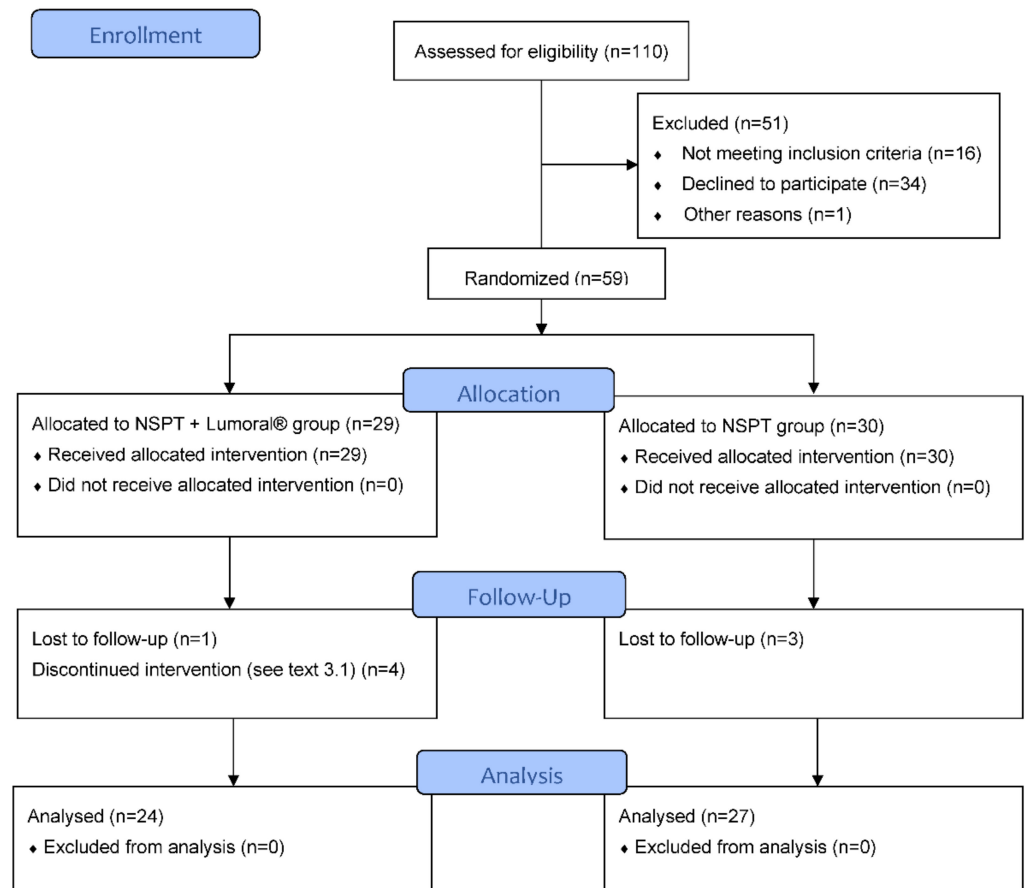 Enrollment
Assessed for eligibility (n=110)
Excluded (n=51)
♦ Not meeting inclusion criteria (n=16)
♦ Declined to participate (n=34)
♦ Other reasons (n=1)
Randomized (n=59)
Allocation
Allocated to NSPT + Lumoral® group (n=29)
♦ Received allocated intervention (n=29)
♦ Did not receive allocated intervention (n=0)
Allocated to NSPT group (n=30)
♦ Received allocated intervention (n=30)
♦ Did not receive allocated intervention (n=0)
Follow-Up
Lost to follow-up (n=1)
Discontinued intervention (see text 3.1) (n=4)
Lost to follow-up (n=3)
Analysis
Analysed (n=24)
♦ Excluded from analysis (n=0)
Analysed (n=27)
♦ Excluded from analysis (n=0)